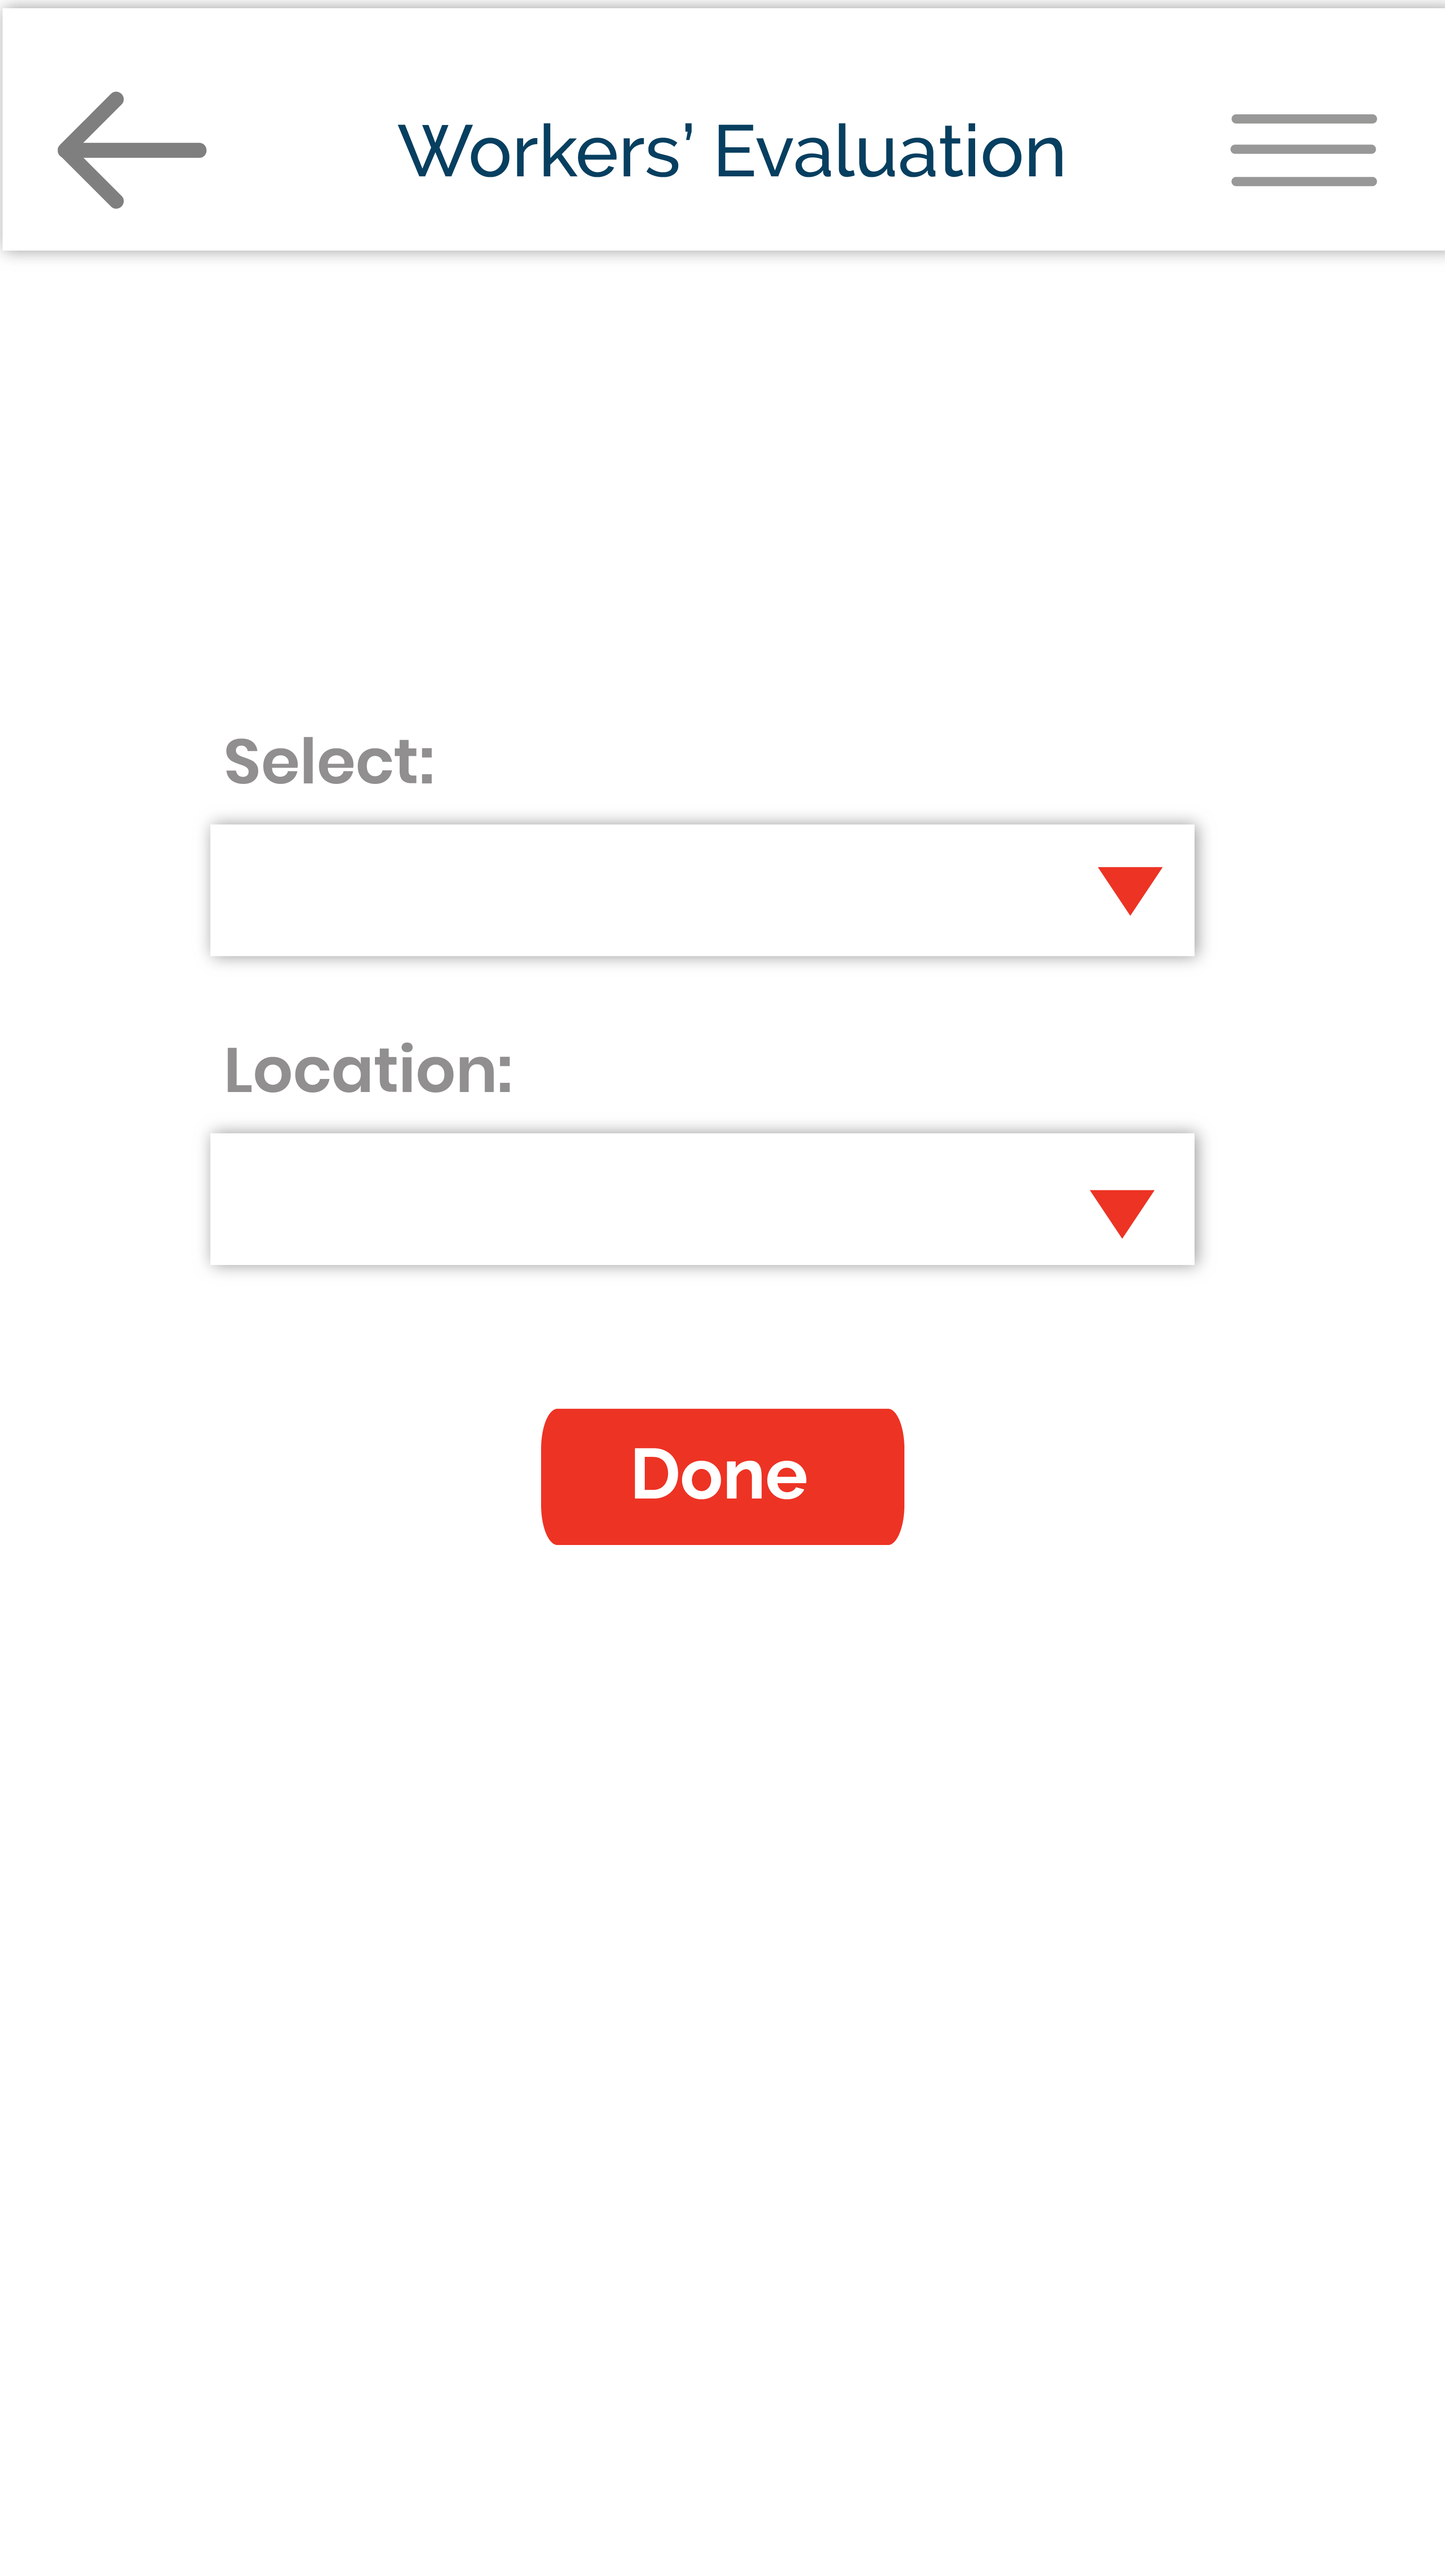 Workers’ Evaluation
Select:
Location:
Done